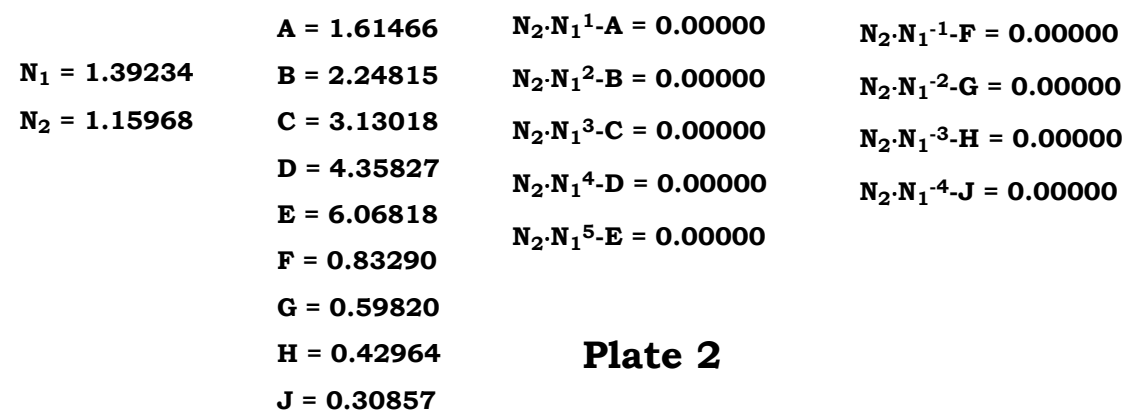 N₁ = 1.39234
N₂ = 1.15968
A = 1.61466
B = 2.24815
C = 3.13018
D = 4.35827
E = 6.06818
F = 0.83290
G = 0.59820
H = 0.42964
J = 0.30857
N₂·N₁¹-A = 0.00000
N₂·N₁²-B = 0.00000
N₂·N₁³-C = 0.00000
N₂·N₁⁴-D = 0.00000
N₂·N₁⁵-E = 0.00000
N₂·N₁⁻¹-F = 0.00000
N₂·N₁⁻²-G = 0.00000
N₂·N₁⁻³-H = 0.00000
N₂·N₁⁻⁴-J = 0.00000
Plate 2